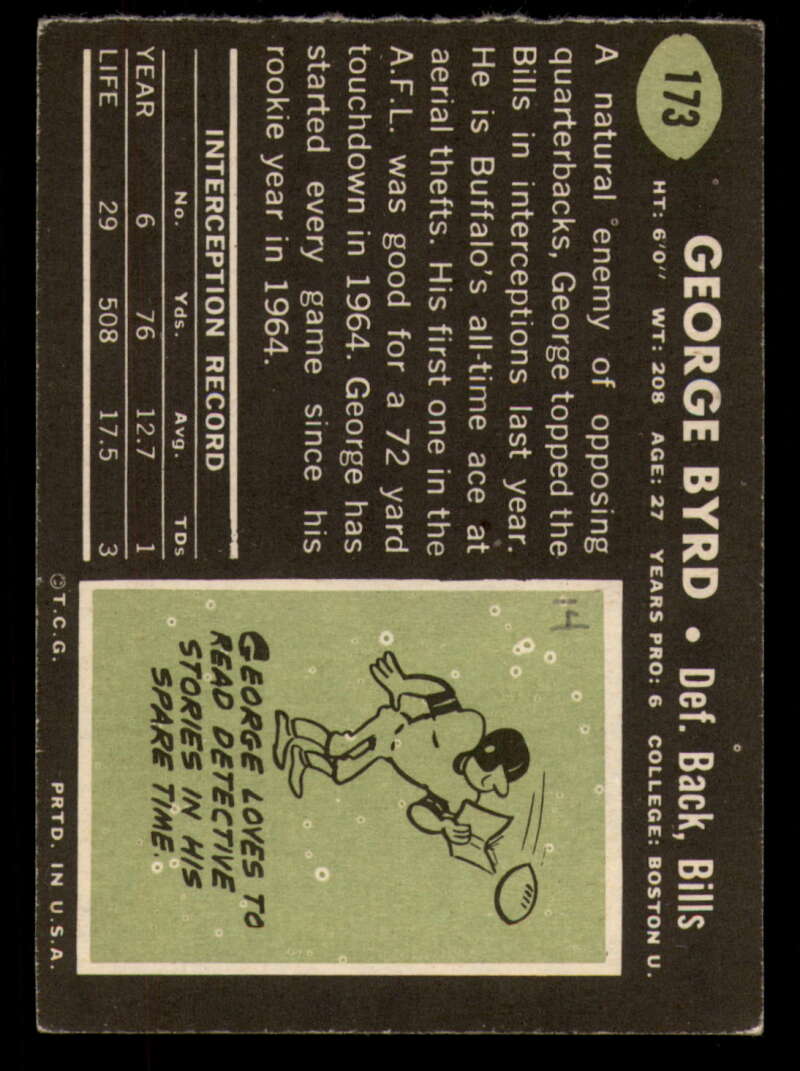 173
GEORGE BYRD • Def. Back, Bills
HT: 6'0" WT: 208 AGE: 27 YEARS PRO: 6 COLLEGE: BOSTON U.
A natural enemy of opposing
quarterbacks, George topped the
Bills in interceptions last year.
He is Buffalo's all-time ace at
aerial thefts. His first one in the
A.F.L. was good for a 72 yard
touchdown in 1964. George has
started every game since his
rookie year in 1964.
INTERCEPTION RECORD
No. Yds. Avg. TDs
YEAR 6 76 12.7 1
LIFE 29 508 17.5 3
14
GEORGE LOVES TO
READ DETECTIVE
STORIES IN HIS
SPARE TIME.
©T.C.G. PRTD. IN U.S.A.